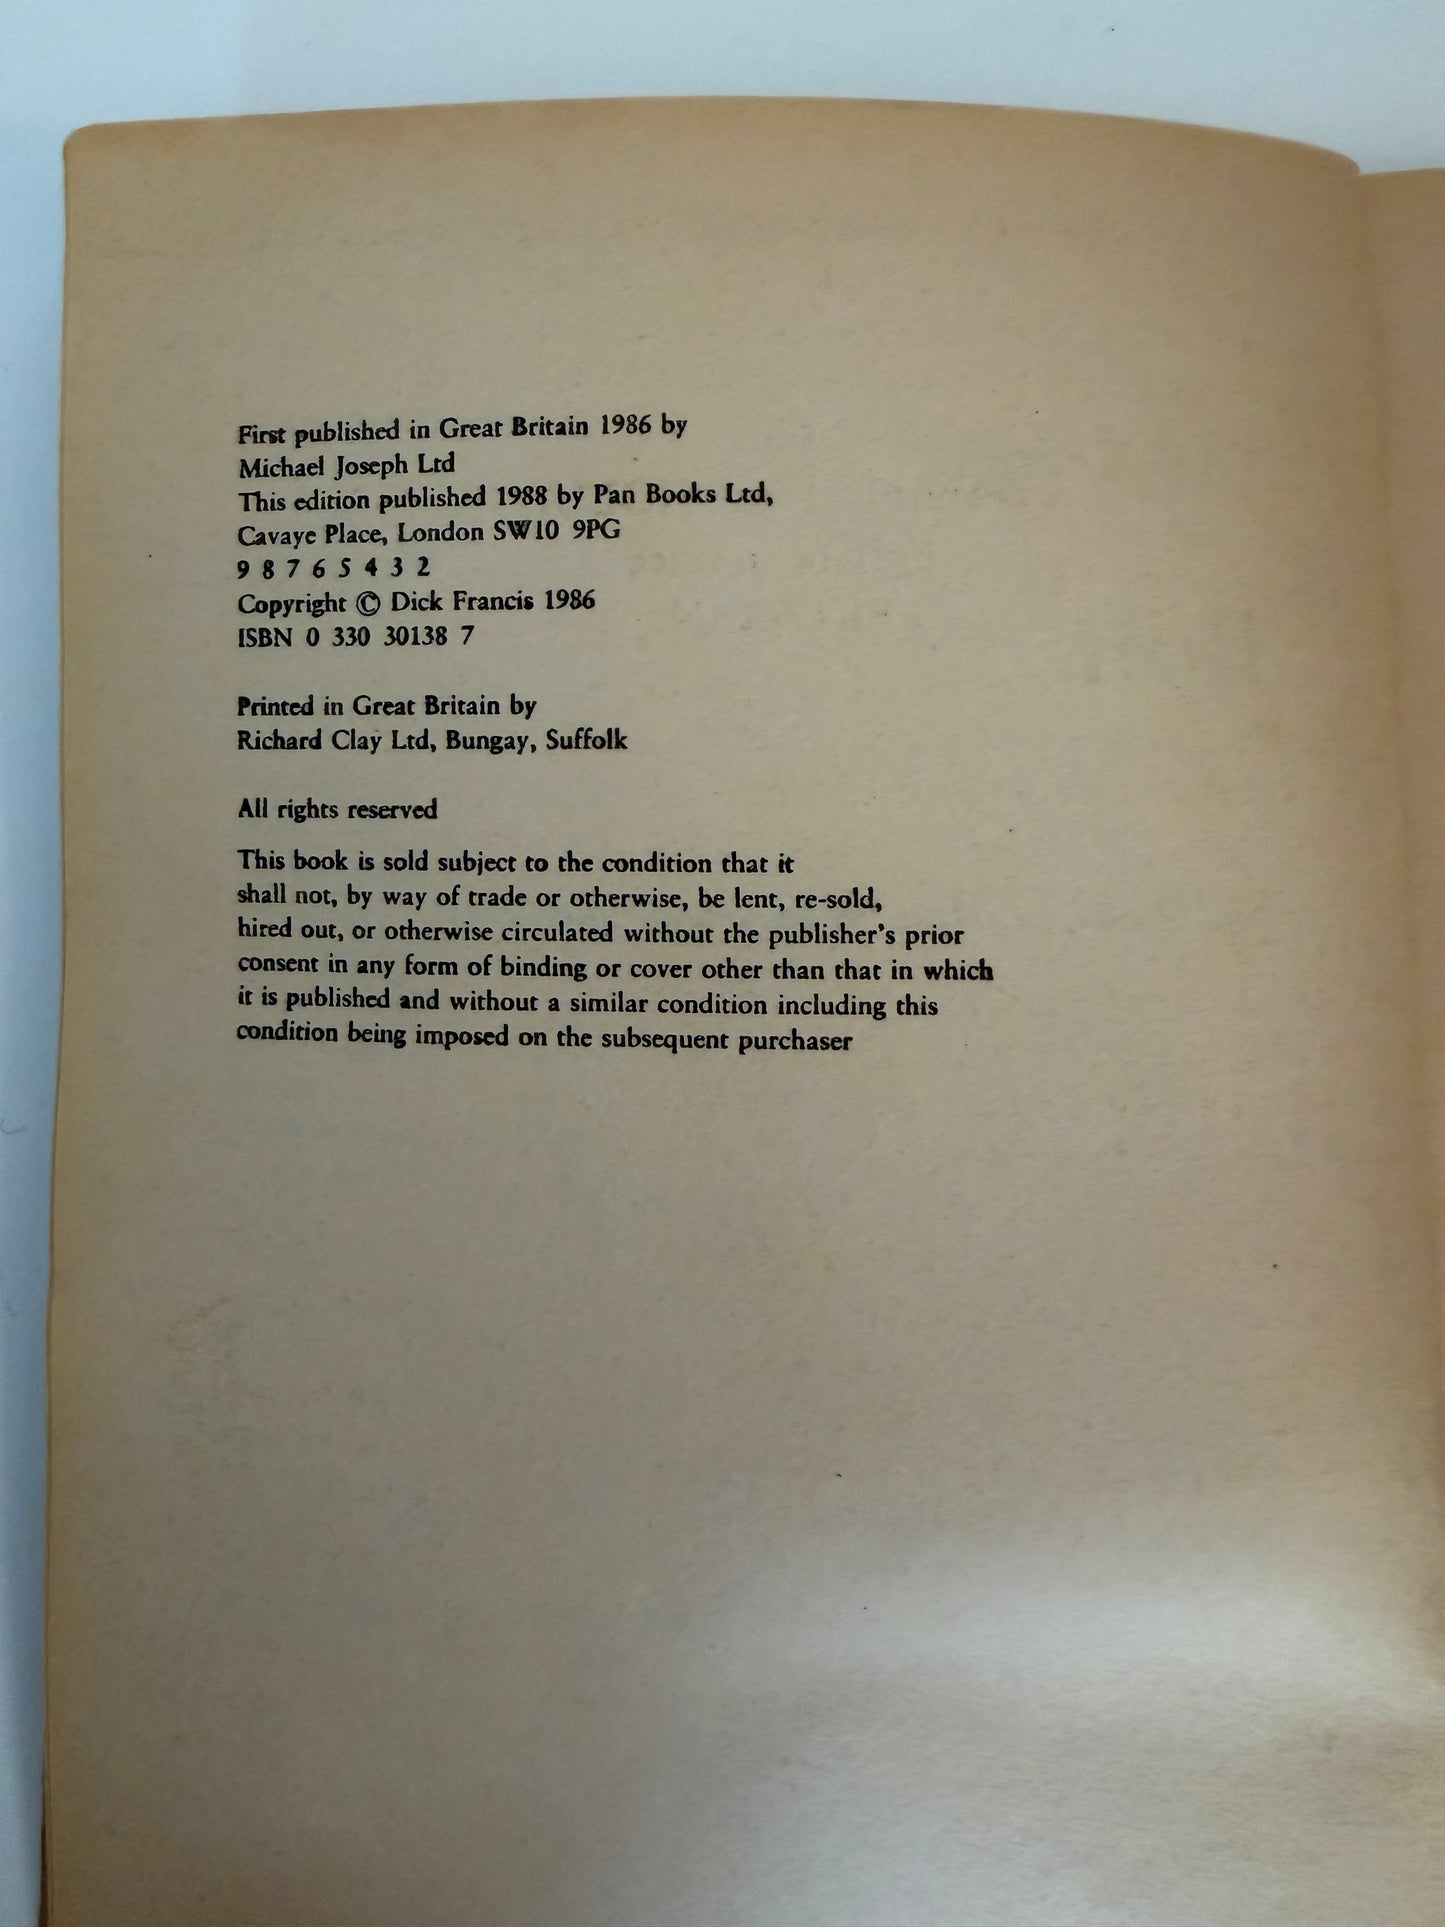 First published in Great Britain 1986 by
Michael Joseph Ltd
This edition published 1988 by Pan Books Ltd,
Cavaye Place, London SW10 9PG
9 8 7 6 5 4 3 2
Copyright © Dick Francis 1986
ISBN 0 330 30138 7
Printed in Great Britain by
Richard Clay Ltd, Bungay, Suffolk
All rights reserved
This book is sold subject to the condition that it
shall not, by way of trade or otherwise, be lent, re-sold,
hired out, or otherwise circulated without the publisher's prior
consent in any form of binding or cover other than that in which
it is published and without a similar condition including this
condition being imposed on the subsequent purchaser